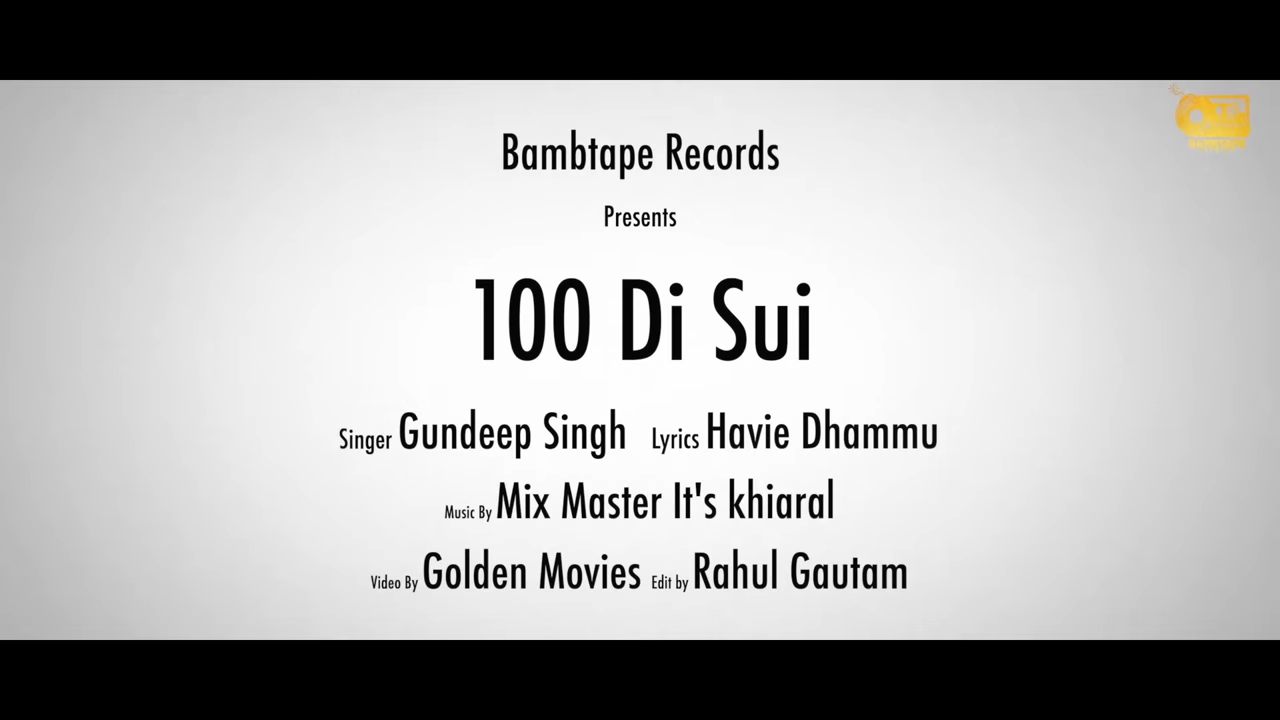 Bambtape Records
Presents
100 Di Sui
Singer Gundeep Singh Lyrics Havie Dhammu
Music By Mix Master It's khiaral
Video By Golden Movies Edit by Rahul Gautam